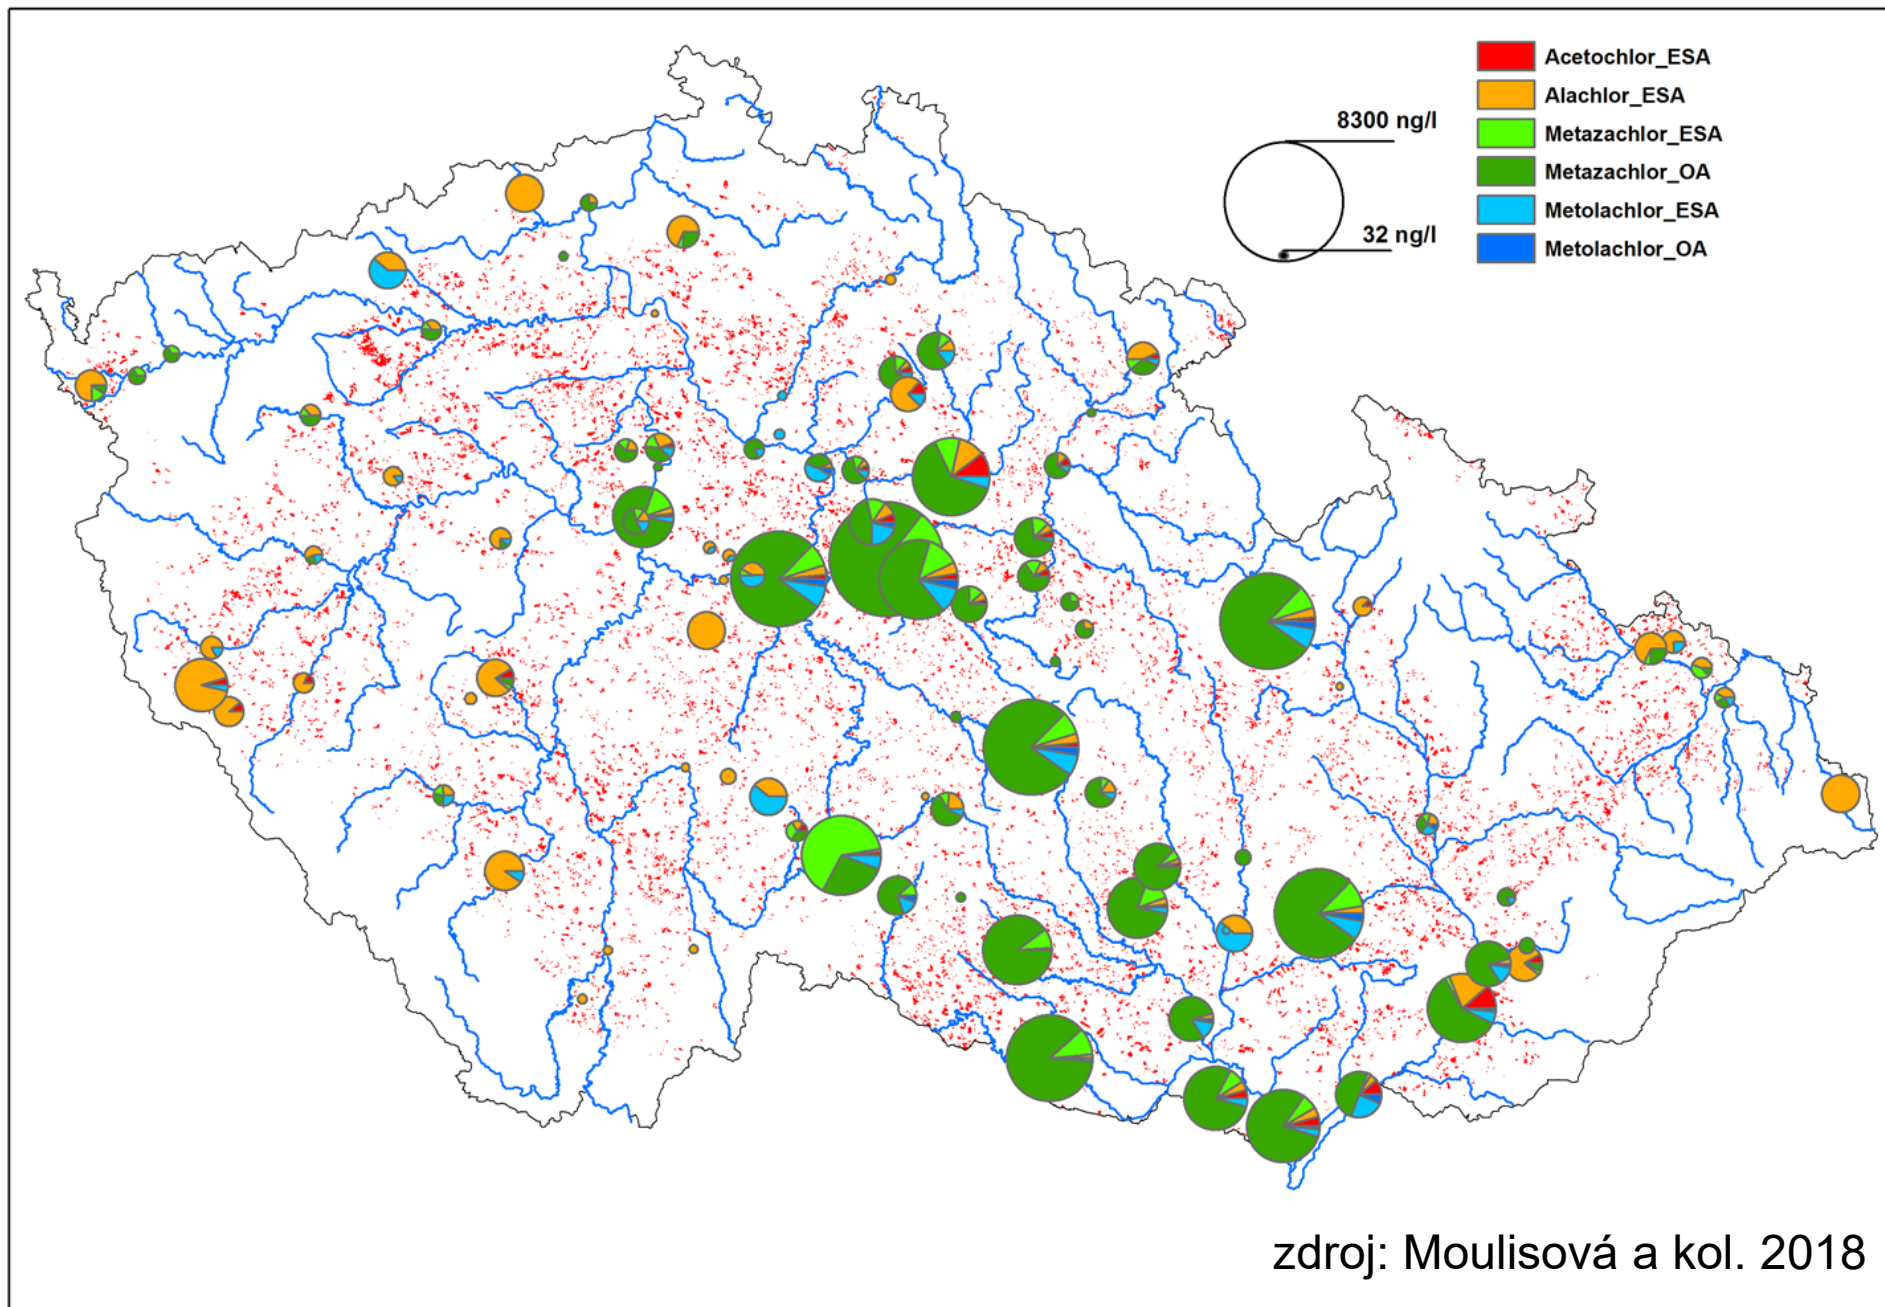 Acetochlor_ESA
Alachlor_ESA
Metazachlor_ESA
Metazachlor_OA
Metolachlor_ESA
Metolachlor_OA
8300 ng/l
32 ng/l
zdroj: Moulisová a kol. 2018